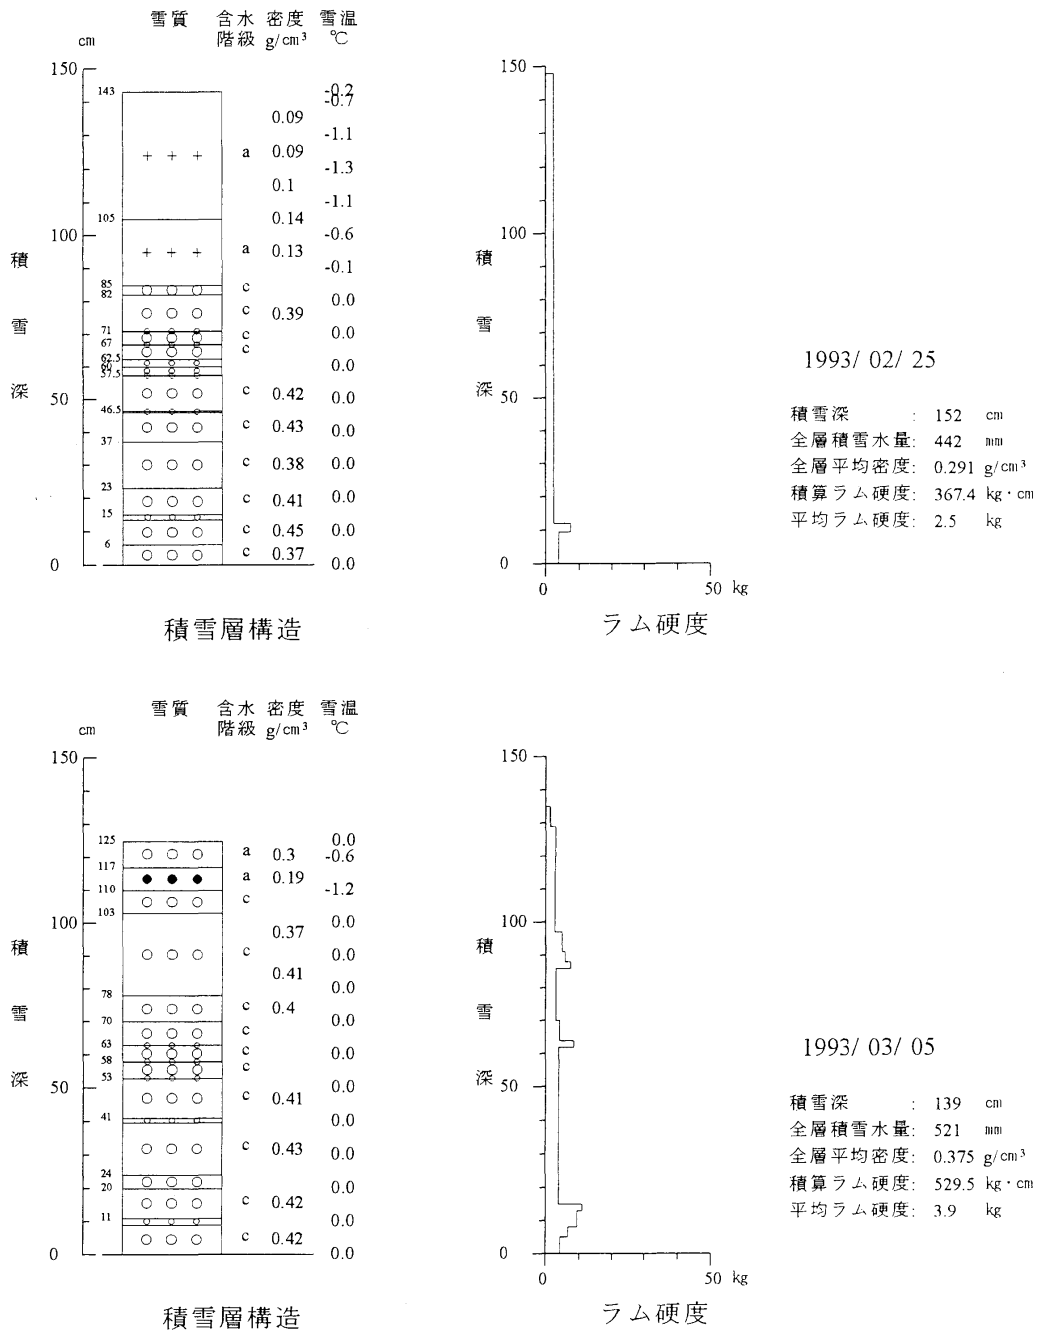 雪質 含水 密度 雪温
cm 階級 g/cm³ ℃
150
143 -0.2
-0.7
0.09
-1.1
a 0.09
-1.3
0.1
-1.1
105 0.14
100 -0.6
a 0.13
-0.1
85 c
82 0.0
c 0.39
71 0.0
c
67 c
62.5
60 0.0
57.5
50 c 0.42 0.0
46.5
c 0.43 0.0
37
c 0.38 0.0
23
c 0.41 0.0
15
c 0.45 0.0
6
c 0.37
0 0.0
積雪深
積雪層構造
150
100
50
0
積雪深
0 50 kg
ラム硬度
1993/ 02/ 25
積雪深 : 152 cm
全層積雪水量: 442 mm
全層平均密度: 0.291 g/cm³
積算ラム硬度: 367.4 kg・cm
平均ラム硬度: 2.5 kg
雪質 含水 密度 雪温
cm 階級 g/cm³ ℃
150
125 0.0
a 0.3 -0.6
117
a 0.19
110 -1.2
c
103
100 0.0
0.37
c 0.0
0.41 0.0
78
c 0.4
70 0.0
c
63
c 0.0
58
c
53
50 0.0
c 0.41
41 0.0
c 0.43 0.0
24
20 0.0
c 0.42
11 0.0
c 0.42
0 0.0
積雪深
積雪層構造
150
100
50
0
積雪深
0 50 kg
ラム硬度
1993/ 03/ 05
積雪深 : 139 cm
全層積雪水量: 521 mm
全層平均密度: 0.375 g/cm³
積算ラム硬度: 529.5 kg・cm
平均ラム硬度: 3.9 kg